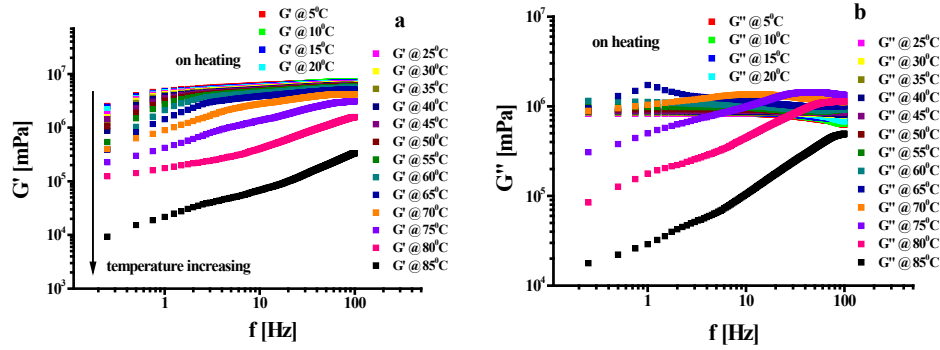 a
on heating
G' @ 5⁰C
G' @ 10⁰C
G' @ 15⁰C
G' @ 20⁰C
G' @ 25⁰C
G' @ 30⁰C
G' @ 35⁰C
G' @ 40⁰C
G' @ 45⁰C
G' @ 50⁰C
G' @ 55⁰C
G' @ 60⁰C
G' @ 65⁰C
G' @ 70⁰C
G' @ 75⁰C
G' @ 80⁰C
G' @ 85⁰C
G' [mPa]
10⁸
10⁷
10⁶
10⁵
10⁴
10³
temperature increasing
1
10
100
f [Hz]
b
on heating
G'' @ 5⁰C
G'' @ 10⁰C
G'' @ 15⁰C
G'' @ 20⁰C
G'' @ 25⁰C
G'' @ 30⁰C
G'' @ 35⁰C
G'' @ 40⁰C
G'' @ 45⁰C
G'' @ 50⁰C
G'' @ 55⁰C
G'' @ 60⁰C
G'' @ 65⁰C
G'' @ 70⁰C
G'' @ 75⁰C
G'' @ 80⁰C
G'' @ 85⁰C
G'' [mPa]
10⁷
10⁶
10⁵
10⁴
1
10
100
f [Hz]